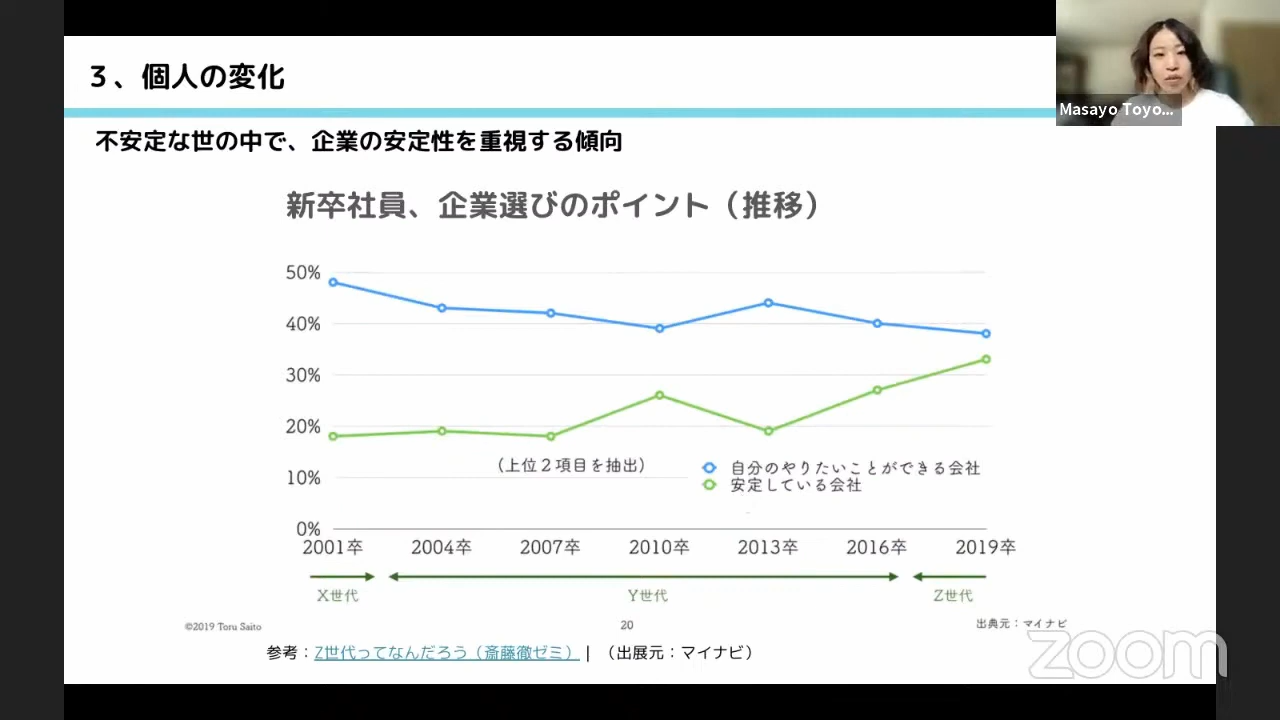 ３、個人の変化
Masayo Toyo...
不安定な世の中で、企業の安定性を重視する傾向
新卒社員、企業選びのポイント（推移）
50%
40%
30%
20%
10%
0%
（上位２項目を抽出）
自分のやりたいことができる会社
安定している会社
2001卒 2004卒 2007卒 2010卒 2013卒 2016卒 2019卒
X世代 Y世代 Z世代
©2019 Toru Saito
20
出典元：マイナビ
参考：Z世代ってなんだろう（斎藤徹ゼミ） | （出展元：マイナビ）
zoom